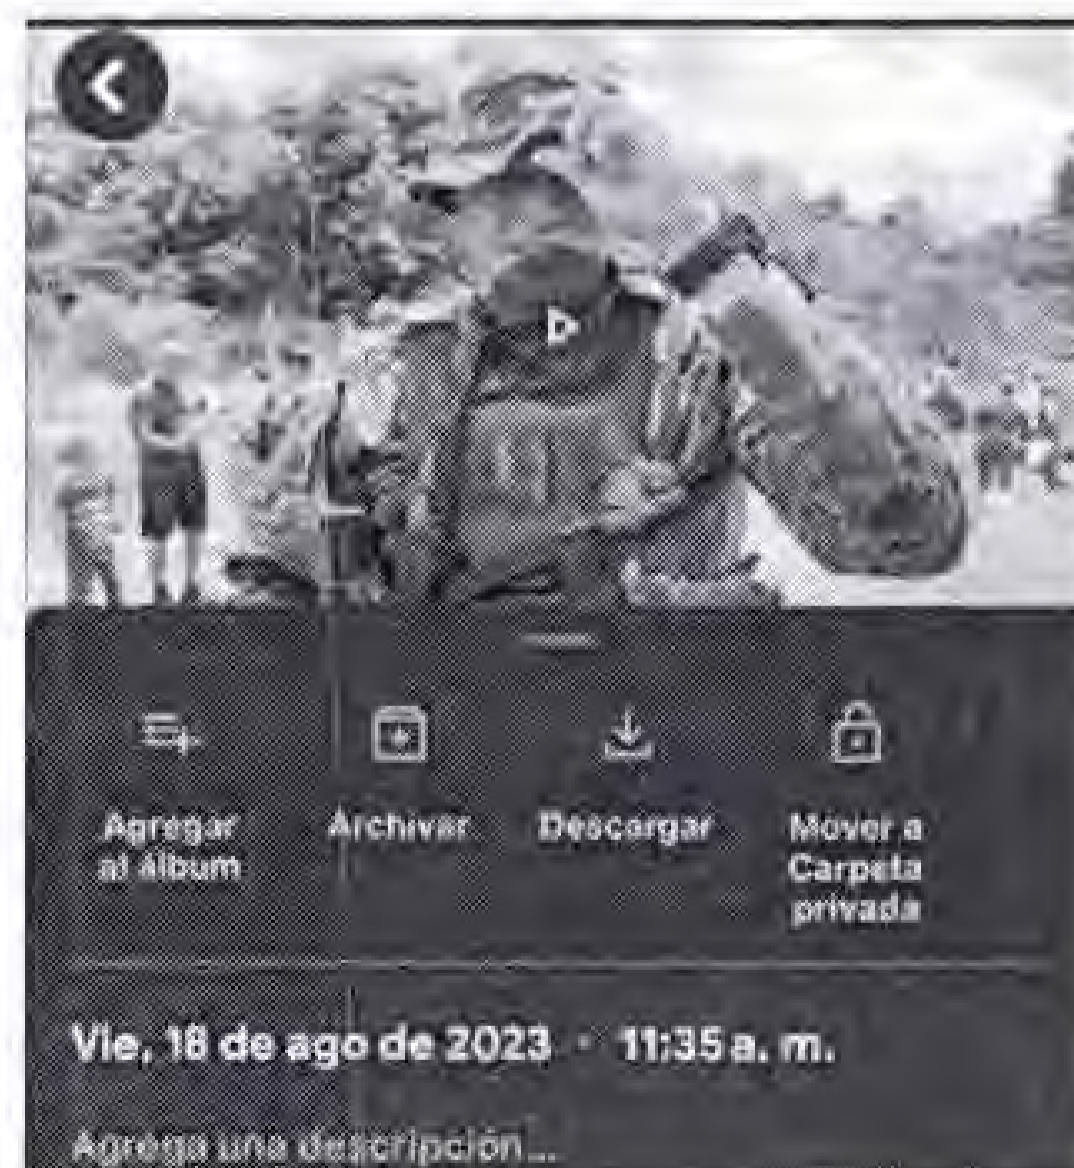 Agregar
al álbum
Archivar
Descargar
Mover a
Carpeta
privada
Vie, 18 de ago de 2023 · 11:35 a. m.
Agrega una descripción...